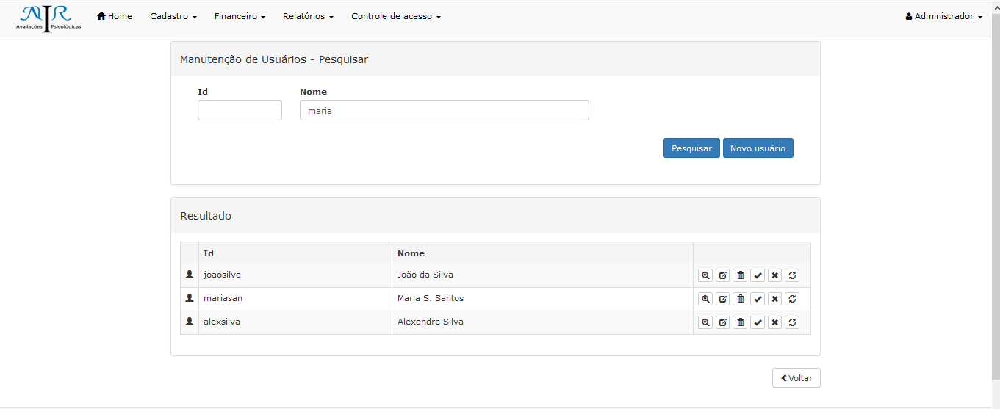 NIR
Avaliações Psicológicas
Home Cadastro Financeiro Relatórios Controle de acesso Administrador
Manutenção de Usuários - Pesquisar
Id Nome
maria
Pesquisar Novo usuário
Resultado
Id Nome
joaosilva João da Silva
mariasan Maria S. Santos
alexsilva Alexandre Silva
Voltar